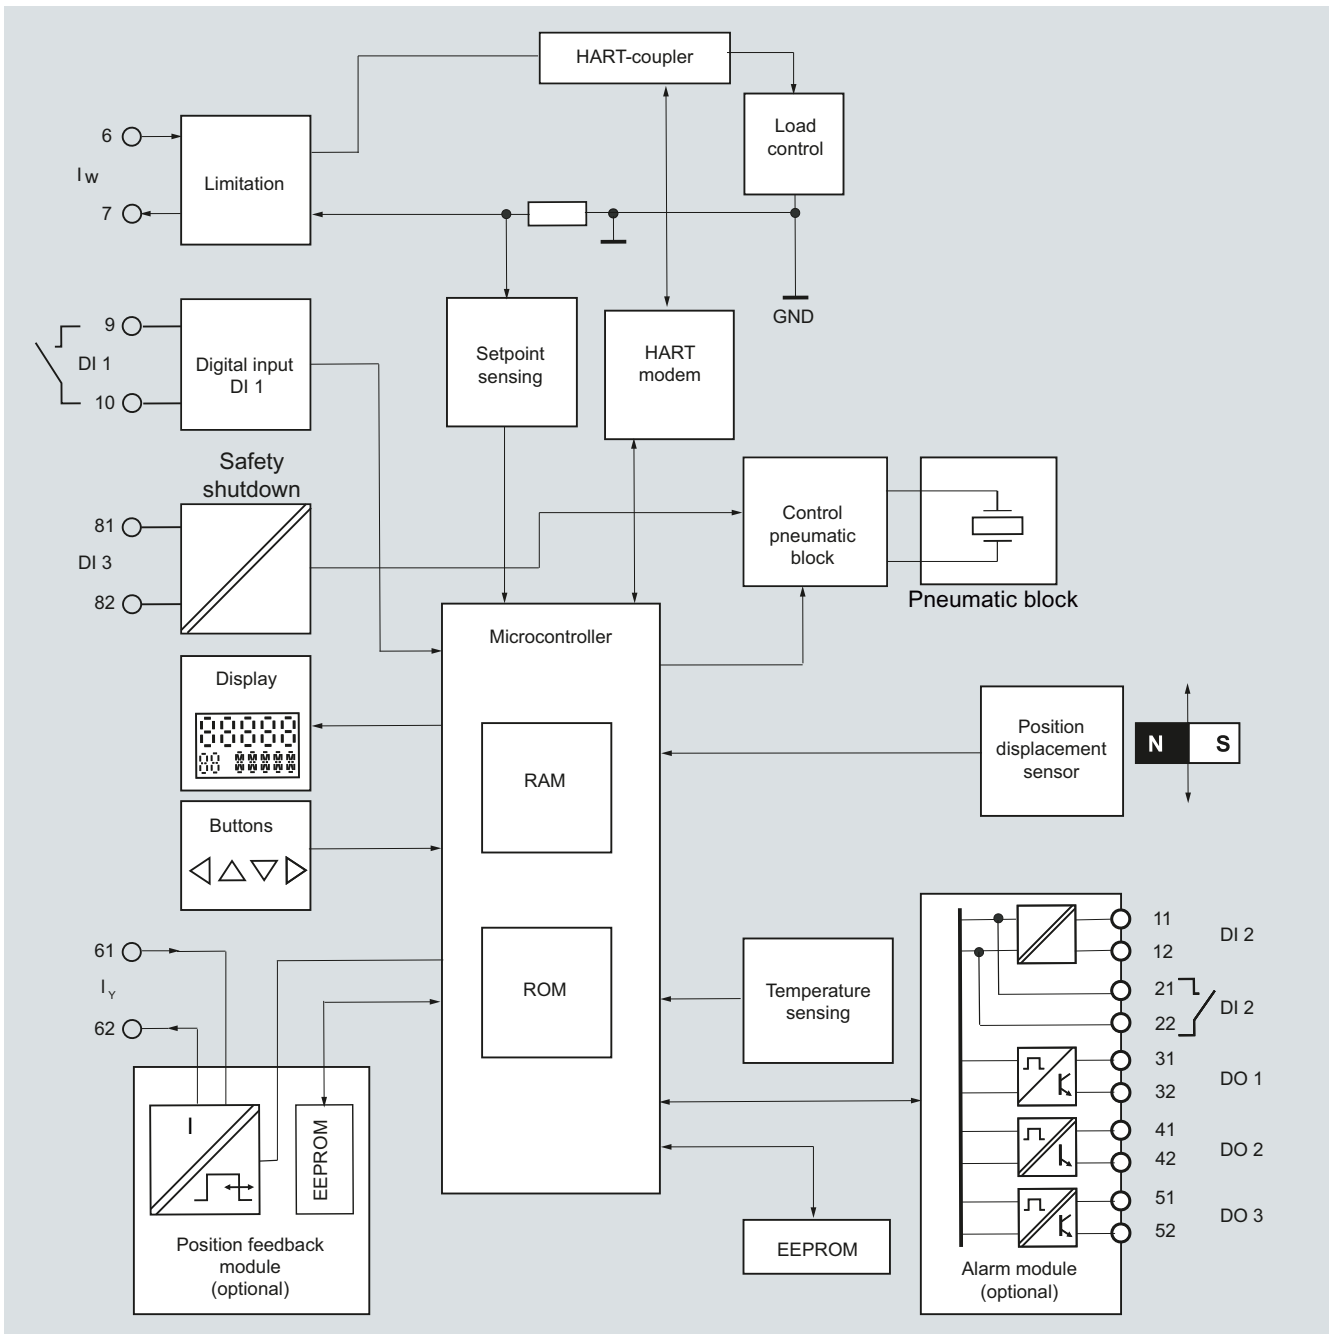 HART-coupler
Load
control
6
I W
7
Limitation
GND
9
DI 1
10
Digital input
DI 1
Setpoint
sensing
HART
modem
Safety
shutdown
81
DI 3
82
Control
pneumatic
block
Pneumatic block
Microcontroller
RAM
ROM
Display
Buttons
Position
displacement
sensor
N S
61
I Y
62
Temperature
sensing
I
EEPROM
Position feedback
module
(optional)
EEPROM
11
12
DI 2
21
22
DI 2
31
32
DO 1
41
42
DO 2
51
52
DO 3
Alarm module
(optional)